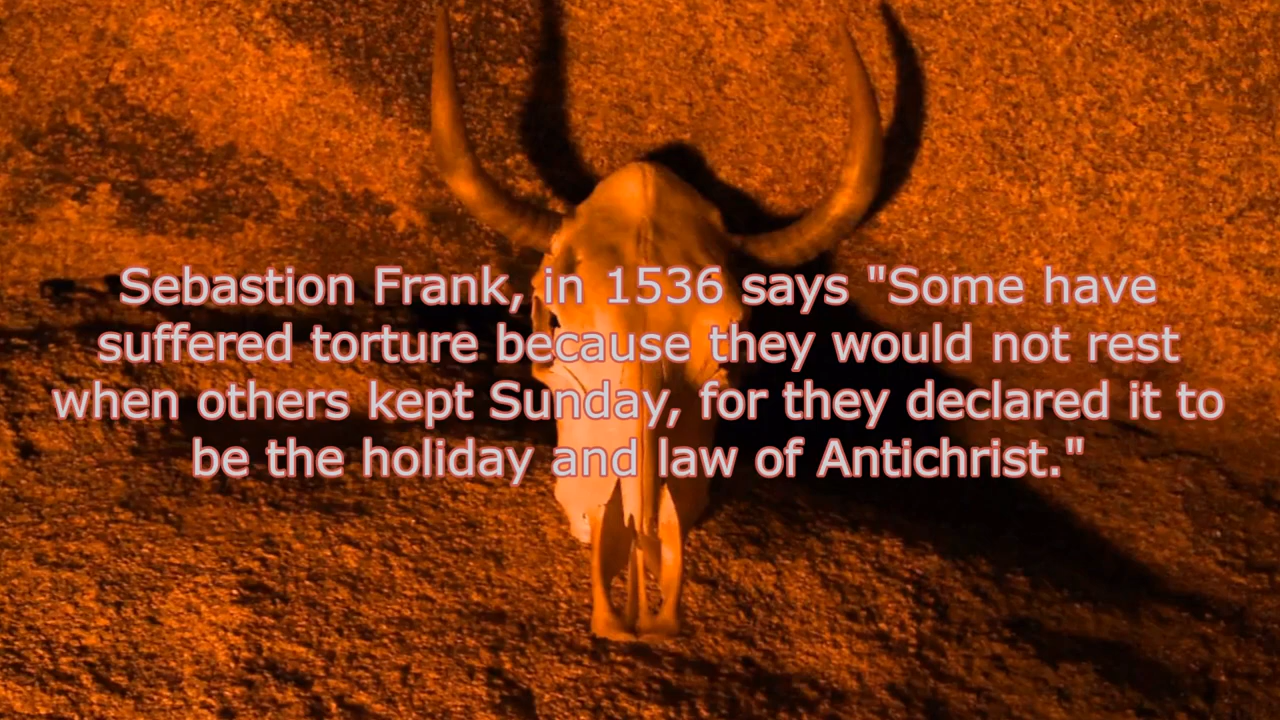 Sebastion Frank, in 1536 says "Some have
suffered torture because they would not rest
when others kept Sunday, for they declared it to
be the holiday and law of Antichrist."